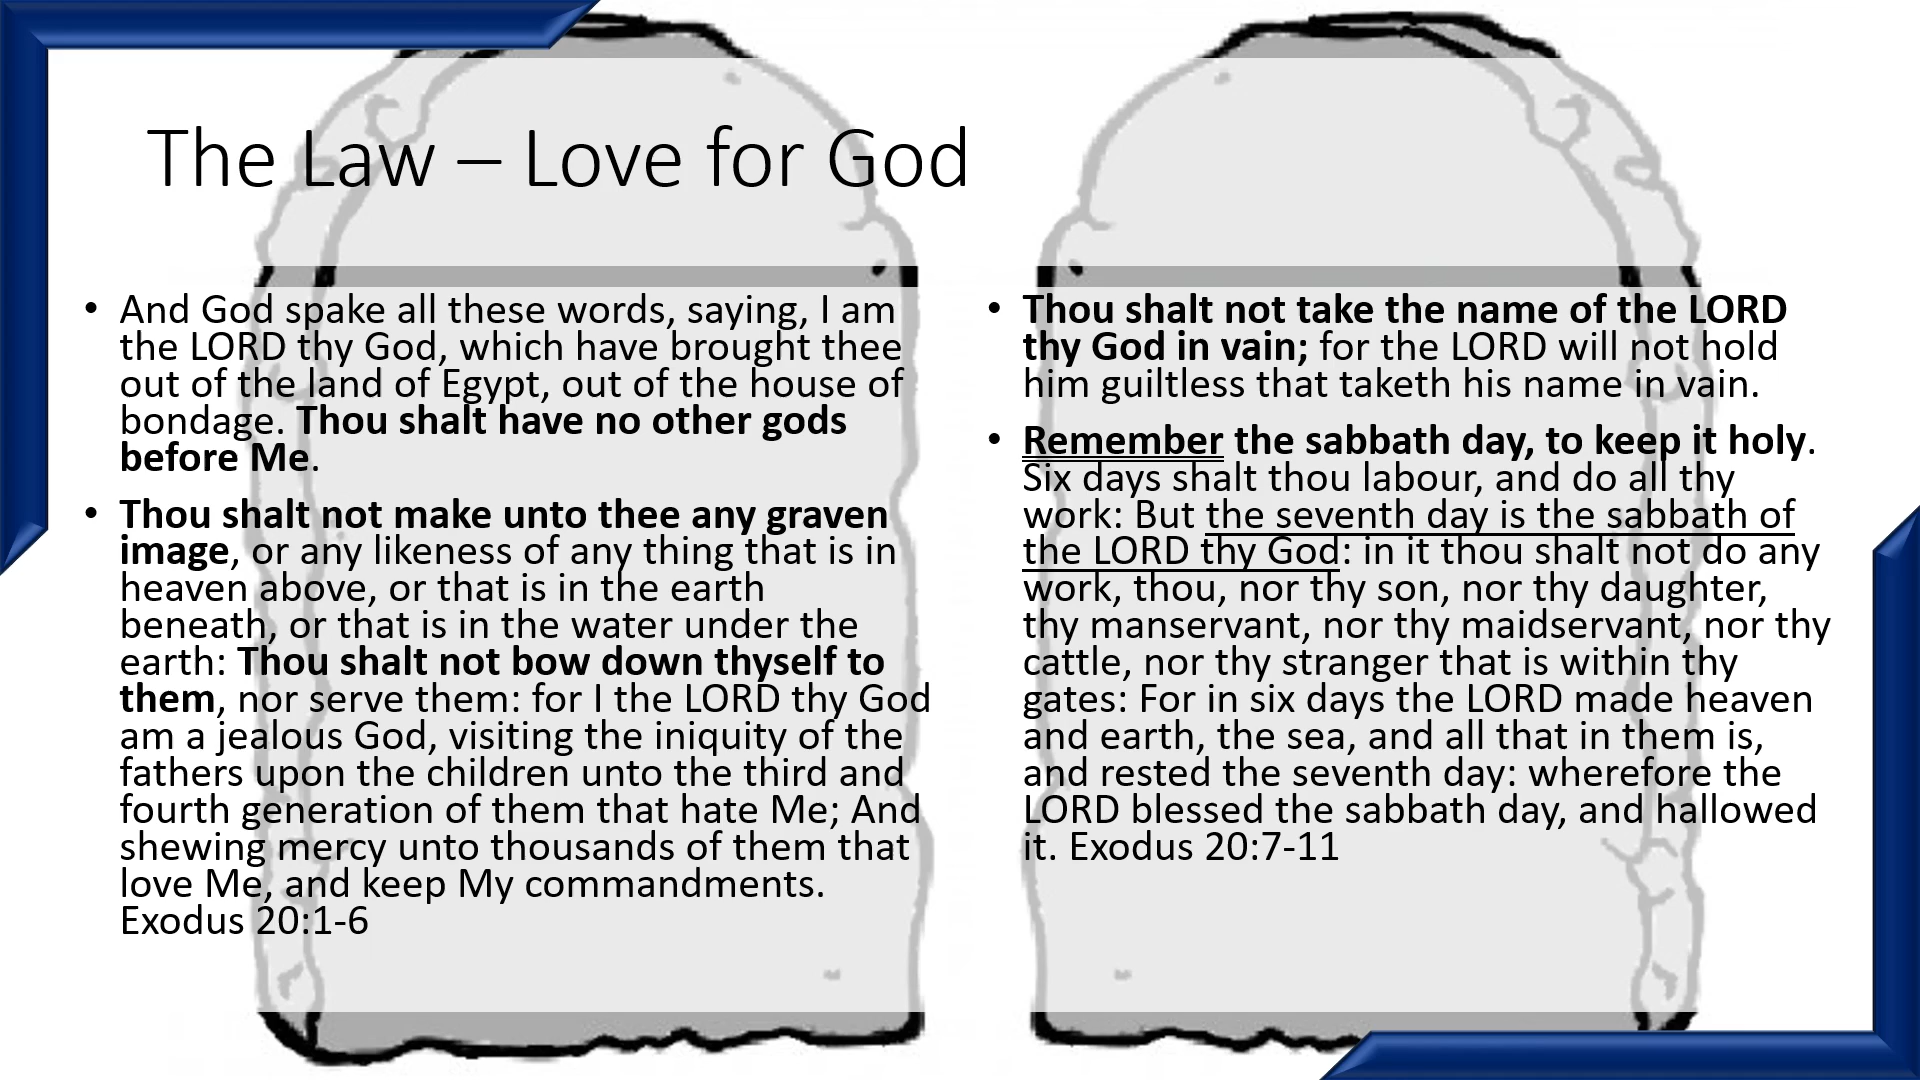 The Law – Love for God
• And God spake all these words, saying, I am
the LORD thy God, which have brought thee
out of the land of Egypt, out of the house of
bondage. Thou shalt have no other gods
before Me.
• Thou shalt not make unto thee any graven
image, or any likeness of any thing that is in
heaven above, or that is in the earth
beneath, or that is in the water under the
earth: Thou shalt not bow down thyself to
them, nor serve them: for I the LORD thy God
am a jealous God, visiting the iniquity of the
fathers upon the children unto the third and
fourth generation of them that hate Me; And
shewing mercy unto thousands of them that
love Me, and keep My commandments.
Exodus 20:1-6
• Thou shalt not take the name of the LORD
thy God in vain; for the LORD will not hold
him guiltless that taketh his name in vain.
• Remember the sabbath day, to keep it holy.
Six days shalt thou labour, and do all thy
work: But the seventh day is the sabbath of
the LORD thy God: in it thou shalt not do any
work, thou, nor thy son, nor thy daughter,
thy manservant, nor thy maidservant, nor thy
cattle, nor thy stranger that is within thy
gates: For in six days the LORD made heaven
and earth, the sea, and all that in them is,
and rested the seventh day: wherefore the
LORD blessed the sabbath day, and hallowed
it. Exodus 20:7-11